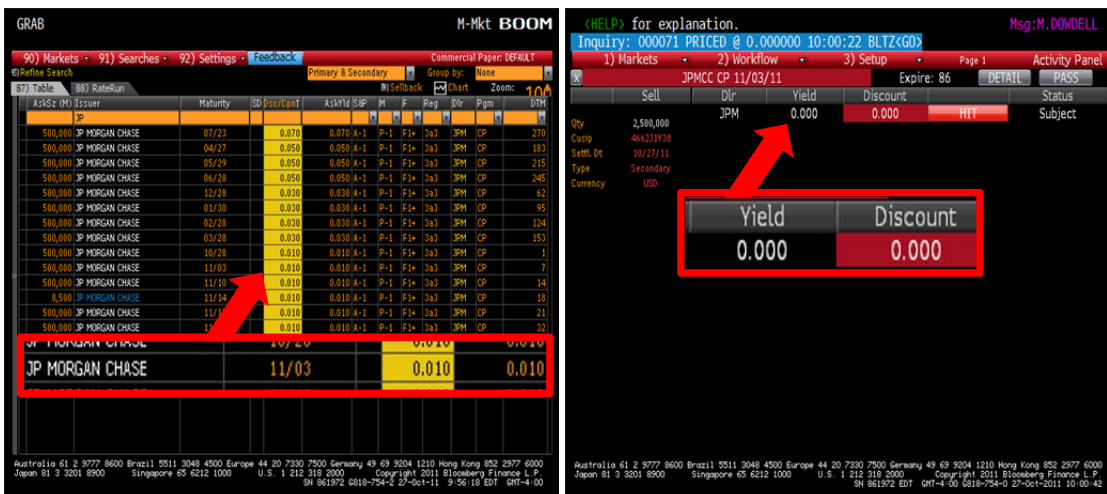 GRAB
M-Mkt BOOM
90) Markets 91) Searches 92) Settings Feedback Commercial Paper: DEFAULT
Refine Search Primary & Secondary Group by: None
87) Table 88) RateRun Sellback Chart Zoom: 100
AskSz (M) Issuer Maturity SD Dsc/Cpn↑ AskYld S&P M F Reg Dlr Pgm DTM
JP
500,000 JP MORGAN CHASE 07/23 0.070 0.070 A-1 P-1 F1+ 3a3 JPM CP 270
500,000 JP MORGAN CHASE 04/27 0.050 0.050 A-1 P-1 F1+ 3a3 JPM CP 183
500,000 JP MORGAN CHASE 05/29 0.050 0.050 A-1 P-1 F1+ 3a3 JPM CP 215
500,000 JP MORGAN CHASE 06/28 0.050 0.050 A-1 P-1 F1+ 3a3 JPM CP 245
500,000 JP MORGAN CHASE 12/28 0.030 0.030 A-1 P-1 F1+ 3a3 JPM CP 62
500,000 JP MORGAN CHASE 01/30 0.030 0.030 A-1 P-1 F1+ 3a3 JPM CP 95
500,000 JP MORGAN CHASE 02/28 0.030 0.030 A-1 P-1 F1+ 3a3 JPM CP 124
500,000 JP MORGAN CHASE 03/28 0.030 0.030 A-1 P-1 F1+ 3a3 JPM CP 153
500,000 JP MORGAN CHASE 10/28 0.010 0.010 A-1 P-1 F1+ 3a3 JPM CP 1
500,000 JP MORGAN CHASE 11/03 0.010 0.010 A-1 P-1 F1+ 3a3 JPM CP 7
500,000 JP MORGAN CHASE 11/10 0.010 0.010 A-1 P-1 F1+ 3a3 JPM CP 14
8,500 JP MORGAN CHASE 11/14 0.010 0.010 A-1 P-1 F1+ 3a3 JPM CP 18
500,000 JP MORGAN CHASE 0.010 0.010 A-1 P-1 F1+ 3a3 JPM CP 21
500,000 JP MORGAN CHASE 0.010 0.010 A-1 P-1 F1+ 3a3 JPM CP 32
JP MORGAN CHASE 11/03 0.010 0.010
Australia 61 2 9777 8600 Brazil 5511 3048 4500 Europe 44 20 7330 7500 Germany 49 69 9204 1210 Hong Kong 852 2977 6000
Japan 81 3 3201 8900 Singapore 65 6212 1000 U.S. 1 212 318 2000 Copyright 2011 Bloomberg Finance L.P.
SN 861972 G818-754-2 27-Oct-11 9:56:18 EDT GMT-4:00
<HELP> for explanation. Msg:M.DOWDELL
Inquiry: 000071 PRICED @ 0.000000 10:00:22 BLTZ<GO>
1) Markets 2) Workflow 3) Setup Page 1 Activity Panel
X JPMCC CP 11/03/11 Expire: 86 DETAIL PASS
Sell Dlr Yield Discount Status
JPM 0.000 0.000 HIT Subject
Qty 2,500,000
Cusip 46623JY38
Settl. Dt 10/27/11
Type Secondary
Currency USD
Yield Discount
0.000 0.000
Australia 61 2 9777 8600 Brazil 5511 3048 4500 Europe 44 20 7330 7500 Germany 49 69 9204 1210 Hong Kong 852 2977 6000
Japan 81 3 3201 8900 Singapore 65 6212 1000 U.S. 1 212 318 2000 Copyright 2011 Bloomberg Finance L.P.
SN 861972 EDT GMT-4:00 G818-754-0 27-Oct-2011 10:00:42